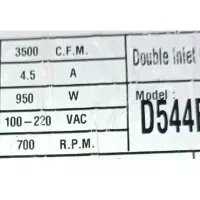 3500 C.F.M.
4.5 A
950 W
100-220 VAC
700 R.P.M.
Double Inlet
Model :
D544